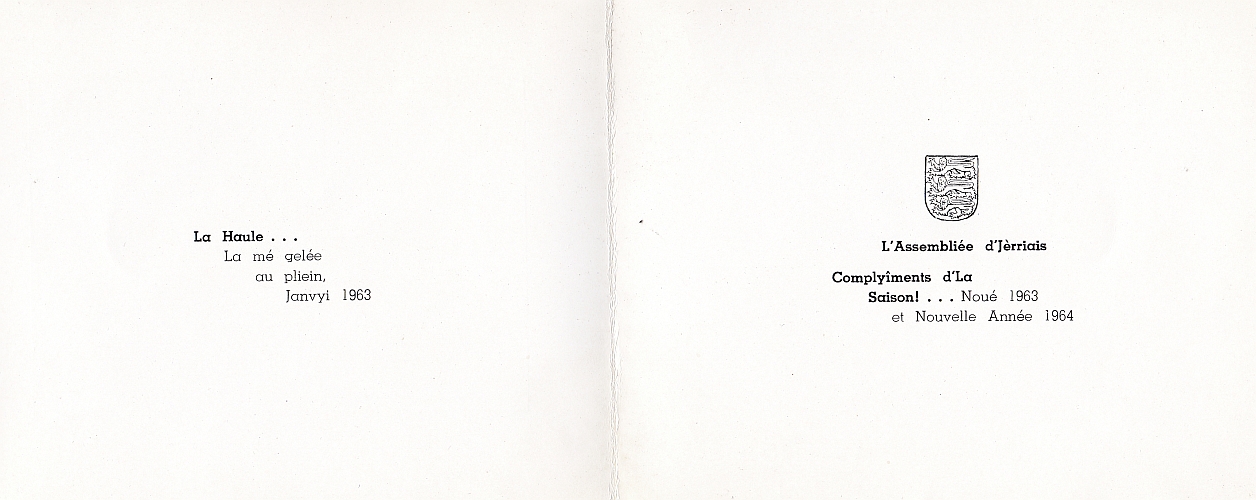 La Haule . . .
La mé gelée
au pliein,
Janvyi 1963
L'Assembliée d'Jèrriais
Complyîments d'La
Saison! . . . Noué 1963
et Nouvelle Année 1964